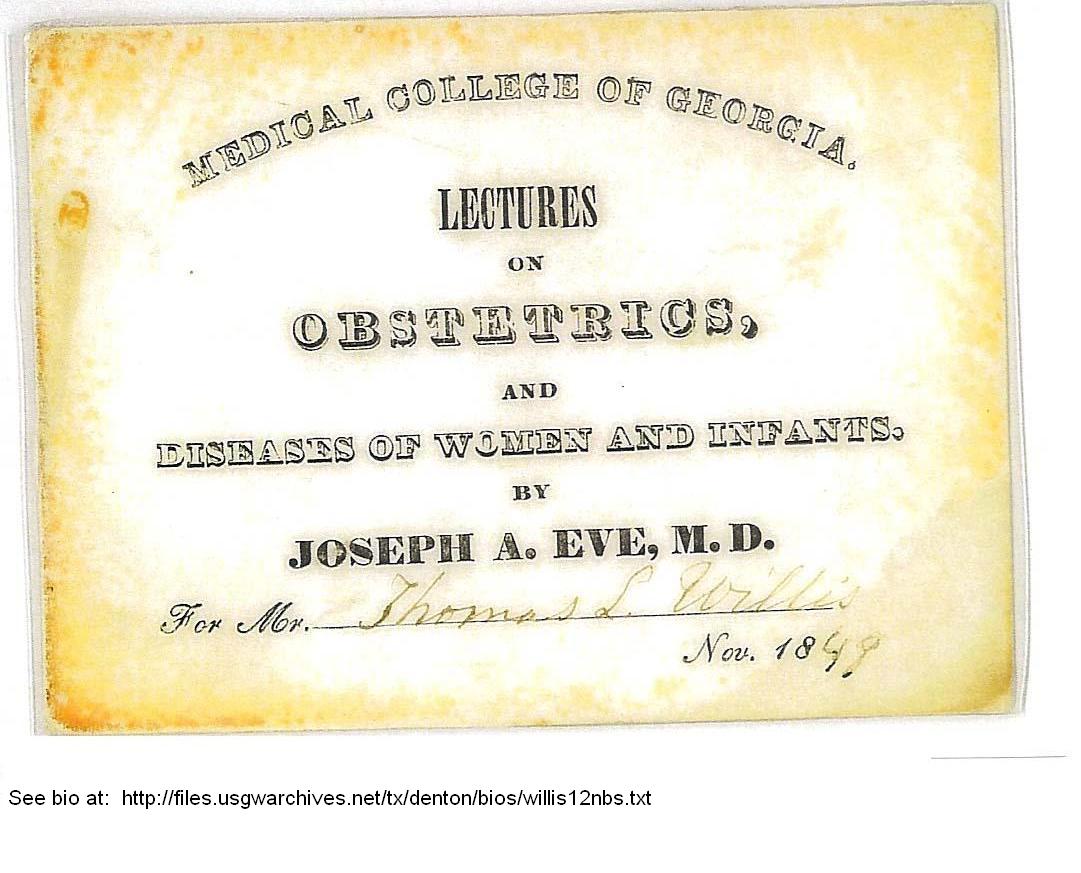 MEDICAL COLLEGE OF GEORGIA.
LECTURES
ON
OBSTETRICS,
AND
DISEASES OF WOMEN AND INFANTS,
BY
JOSEPH A. EVE, M.D.
For Mr. Thomas L. Willis
Nov. 1849
See bio at: http://files.usgwarchives.net/tx/denton/bios/willis12nbs.txt